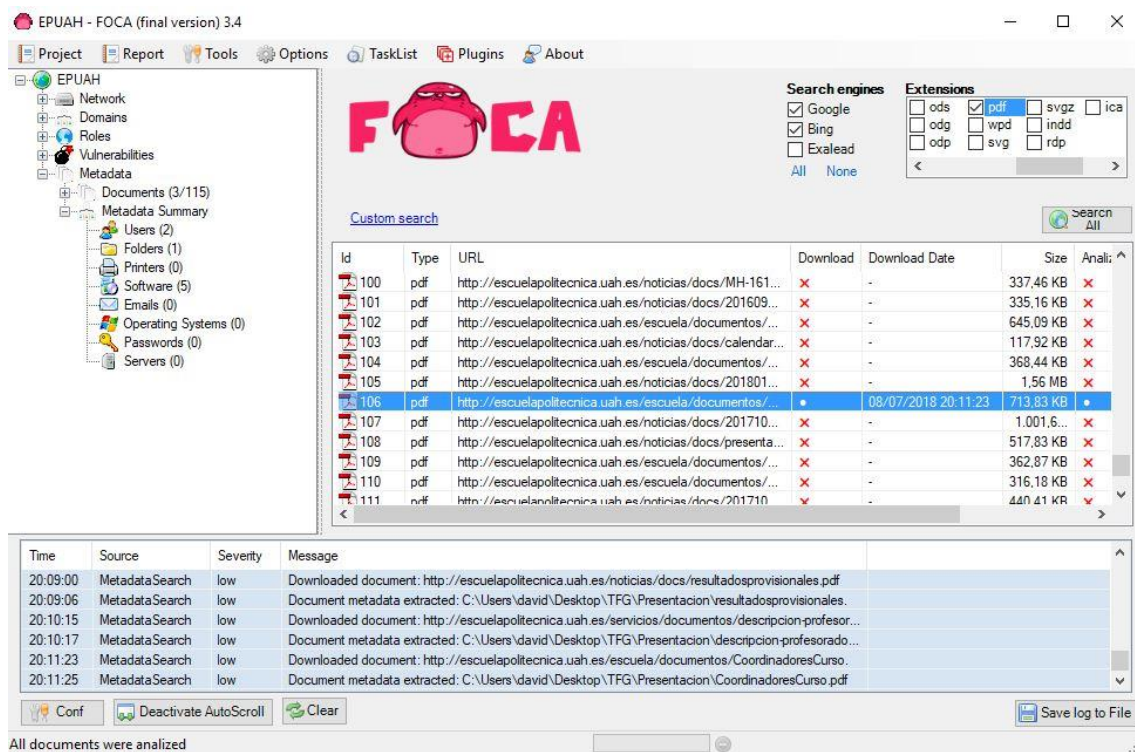 EPUAH - FOCA (final version) 3.4
Project Report Tools Options TaskList Plugins About
EPUAH
Network
Domains
Roles
Vulnerabilities
Metadata
Documents (3/115)
Metadata Summary
Users (2)
Folders (1)
Printers (0)
Software (5)
Emails (0)
Operating Systems (0)
Passwords (0)
Servers (0)
FOCA
Search engines
Google
Bing
Exalead
All None
Extensions
ods pdf svgz ica
odg wpd indd
odp svg rdp
Custom search
Search All
Id Type URL Download Download Date Size Analiz
100 pdf http://escuelapolitecnica.uah.es/noticias/docs/MH-161... × - 337,46 KB ×
101 pdf http://escuelapolitecnica.uah.es/noticias/docs/201609... × - 335,16 KB ×
102 pdf http://escuelapolitecnica.uah.es/escuela/documentos/... × - 645,09 KB ×
103 pdf http://escuelapolitecnica.uah.es/noticias/docs/calendar... × - 117,92 KB ×
104 pdf http://escuelapolitecnica.uah.es/escuela/documentos/... × - 368,44 KB ×
105 pdf http://escuelapolitecnica.uah.es/noticias/docs/201801... × - 1,56 MB ×
106 pdf http://escuelapolitecnica.uah.es/escuela/documentos/... • 08/07/2018 20:11:23 713,83 KB •
107 pdf http://escuelapolitecnica.uah.es/noticias/docs/201710... × - 1.001,6... ×
108 pdf http://escuelapolitecnica.uah.es/noticias/docs/presenta... × - 517,83 KB ×
109 pdf http://escuelapolitecnica.uah.es/escuela/documentos/... × - 362,87 KB ×
110 pdf http://escuelapolitecnica.uah.es/escuela/documentos/... × - 316,18 KB ×
111 pdf http://escuelapolitecnica.uah.es/noticias/docs/201710... × - 440,41 KB ×
Time Source Severity Message
20:09:00 MetadataSearch low Downloaded document: http://escuelapolitecnica.uah.es/noticias/docs/resultadosprovisionales.pdf
20:09:06 MetadataSearch low Document metadata extracted: C:\Users\david\Desktop\TFG\Presentacion\resultadosprovisionales.
20:10:15 MetadataSearch low Downloaded document: http://escuelapolitecnica.uah.es/servicios/documentos/descripcion-profesor...
20:10:17 MetadataSearch low Document metadata extracted: C:\Users\david\Desktop\TFG\Presentacion\descripcion-profesorado...
20:11:23 MetadataSearch low Downloaded document: http://escuelapolitecnica.uah.es/escuela/documentos/CoordinadoresCurso.
20:11:25 MetadataSearch low Document metadata extracted: C:\Users\david\Desktop\TFG\Presentacion\CoordinadoresCurso.pdf
Conf Deactivate AutoScroll Clear Save log to File
All documents were analized